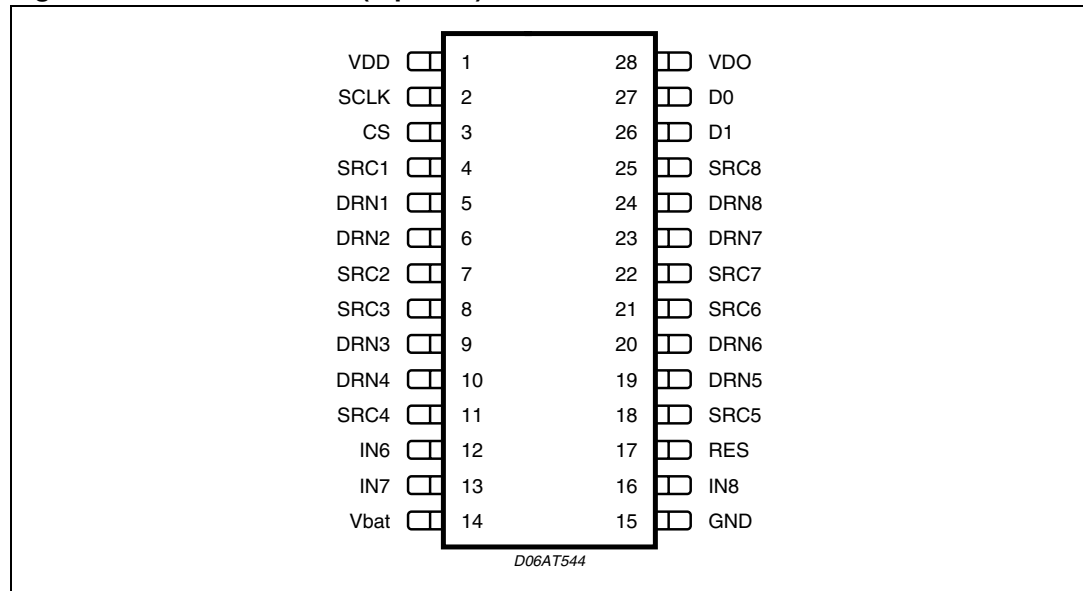 VDD 1 28 VDO
SCLK 2 27 D0
CS 3 26 D1
SRC1 4 25 SRC8
DRN1 5 24 DRN8
DRN2 6 23 DRN7
SRC2 7 22 SRC7
SRC3 8 21 SRC6
DRN3 9 20 DRN6
DRN4 10 19 DRN5
SRC4 11 18 SRC5
IN6 12 17 RES
IN7 13 16 IN8
Vbat 14 15 GND
D06AT544